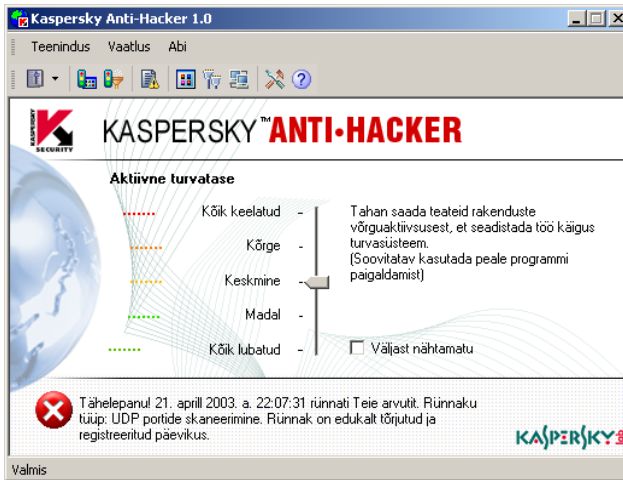 Kaspersky Anti-Hacker 1.0
Teenindus Vaatlus Abi
KASPERSKY
SECURITY
KASPERSKY™ ANTI•HACKER
Aktiivne turvatase
Kõik keelatud
Kõrge
Keskmine
Madal
Kõik lubatud
Tahan saada teateid rakenduste
võrguaktiivsusest, et seadistada töö käigus
turvasüsteem.
(Soovitatav kasutada peale programmi
paigaldamist)
Väljast nähtamatu
Tähelepanu! 21. aprill 2003. a. 22:07:31 rünnati Teie arvutit. Rünnaku
tüüp: UDP portide skaneerimine. Rünnak on edukalt tõrjutud ja
registreeritud päevikus.
KASPERSKY
Valmis